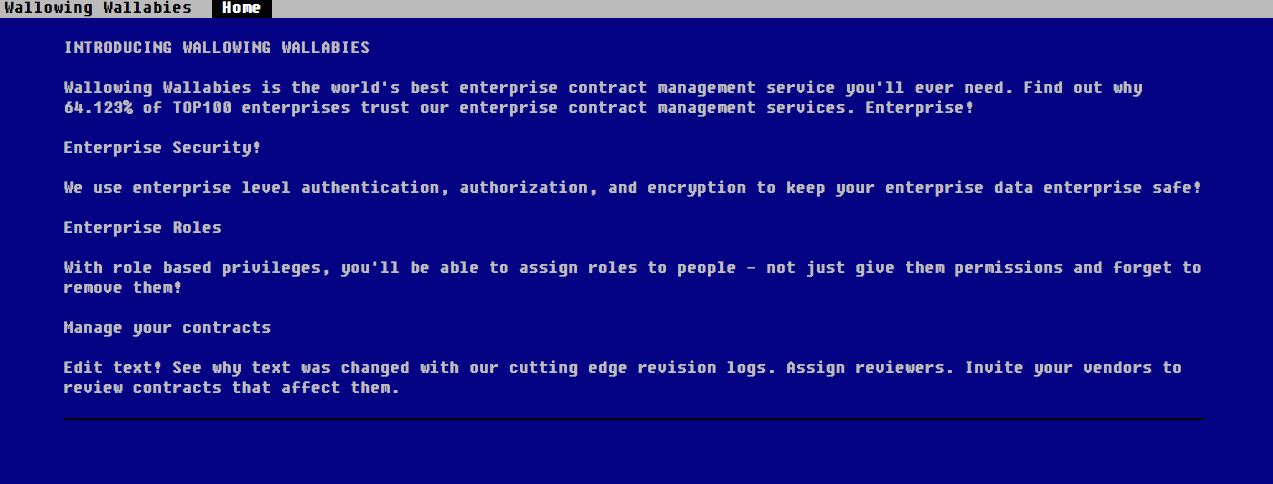 Wallowing Wallabies Home
INTRODUCING WALLOWING WALLABIES
Wallowing Wallabies is the world's best enterprise contract management service you'll ever need. Find out why
64.123% of TOP100 enterprises trust our enterprise contract management services. Enterprise!
Enterprise Security!
We use enterprise level authentication, authorization, and encryption to keep your enterprise data enterprise safe!
Enterprise Roles
With role based privileges, you'll be able to assign roles to people - not just give them permissions and forget to
remove them!
Manage your contracts
Edit text! See why text was changed with our cutting edge revision logs. Assign reviewers. Invite your vendors to
review contracts that affect them.